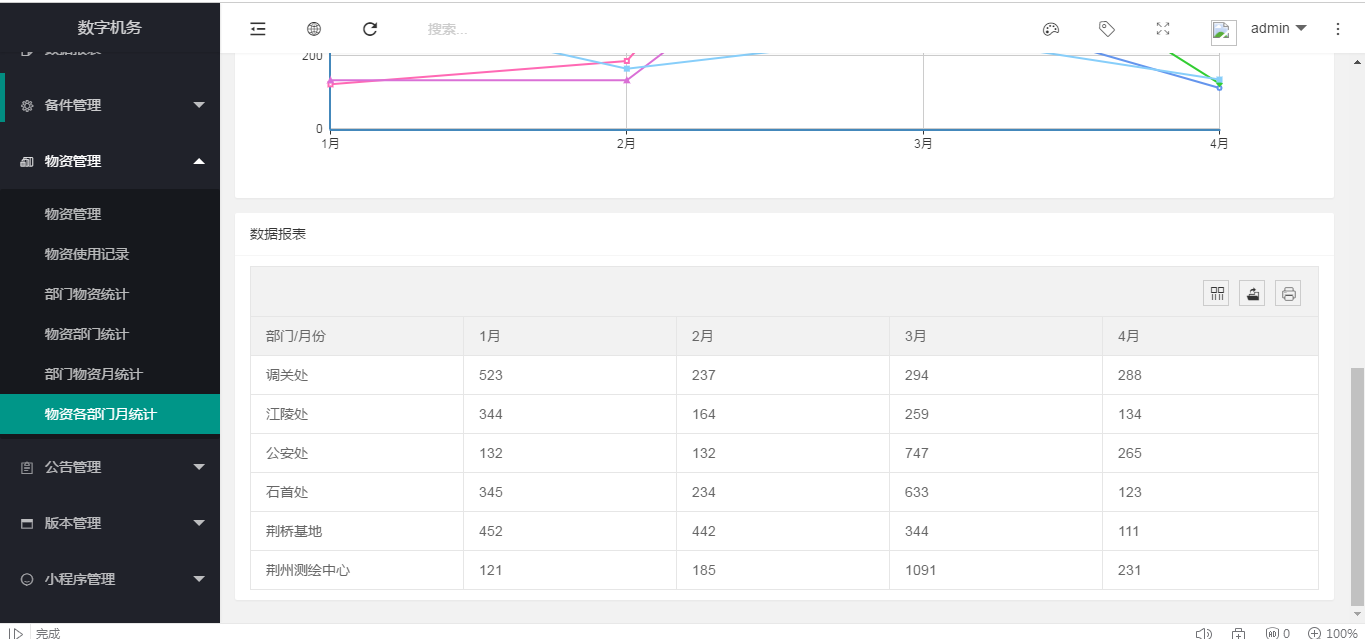 数字机务
搜索...
admin
数据报表
备件管理
物资管理
物资管理
物资使用记录
部门物资统计
物资部门统计
部门物资月统计
物资各部门月统计
公告管理
版本管理
小程序管理
200
0
1月 2月 3月 4月
数据报表
部门/月份 1月 2月 3月 4月
调关处 523 237 294 288
江陵处 344 164 259 134
公安处 132 132 747 265
石首处 345 234 633 123
荆桥基地 452 442 344 111
荆州测绘中心 121 185 1091 231
完成
0
100%